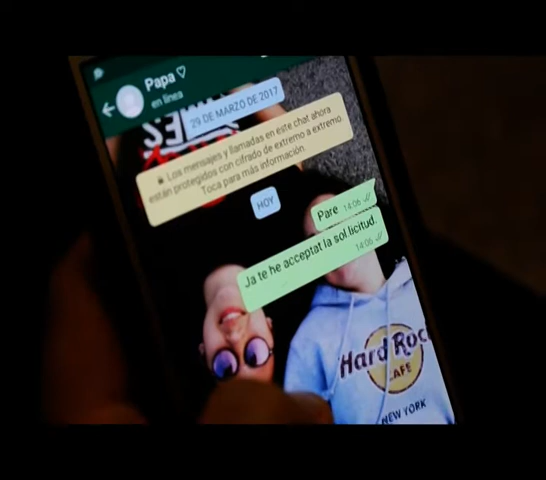 Papa ♡
en línea
29 DE MARZO DE 2017
Los mensajes y llamadas en este chat ahora
están protegidos con cifrado de extremo a extremo.
Toca para más información.
HOY
Pare 14:06
Ja te he acceptat la sol.licitud.
14:06
Hard Roc
CAFE
NEW YORK